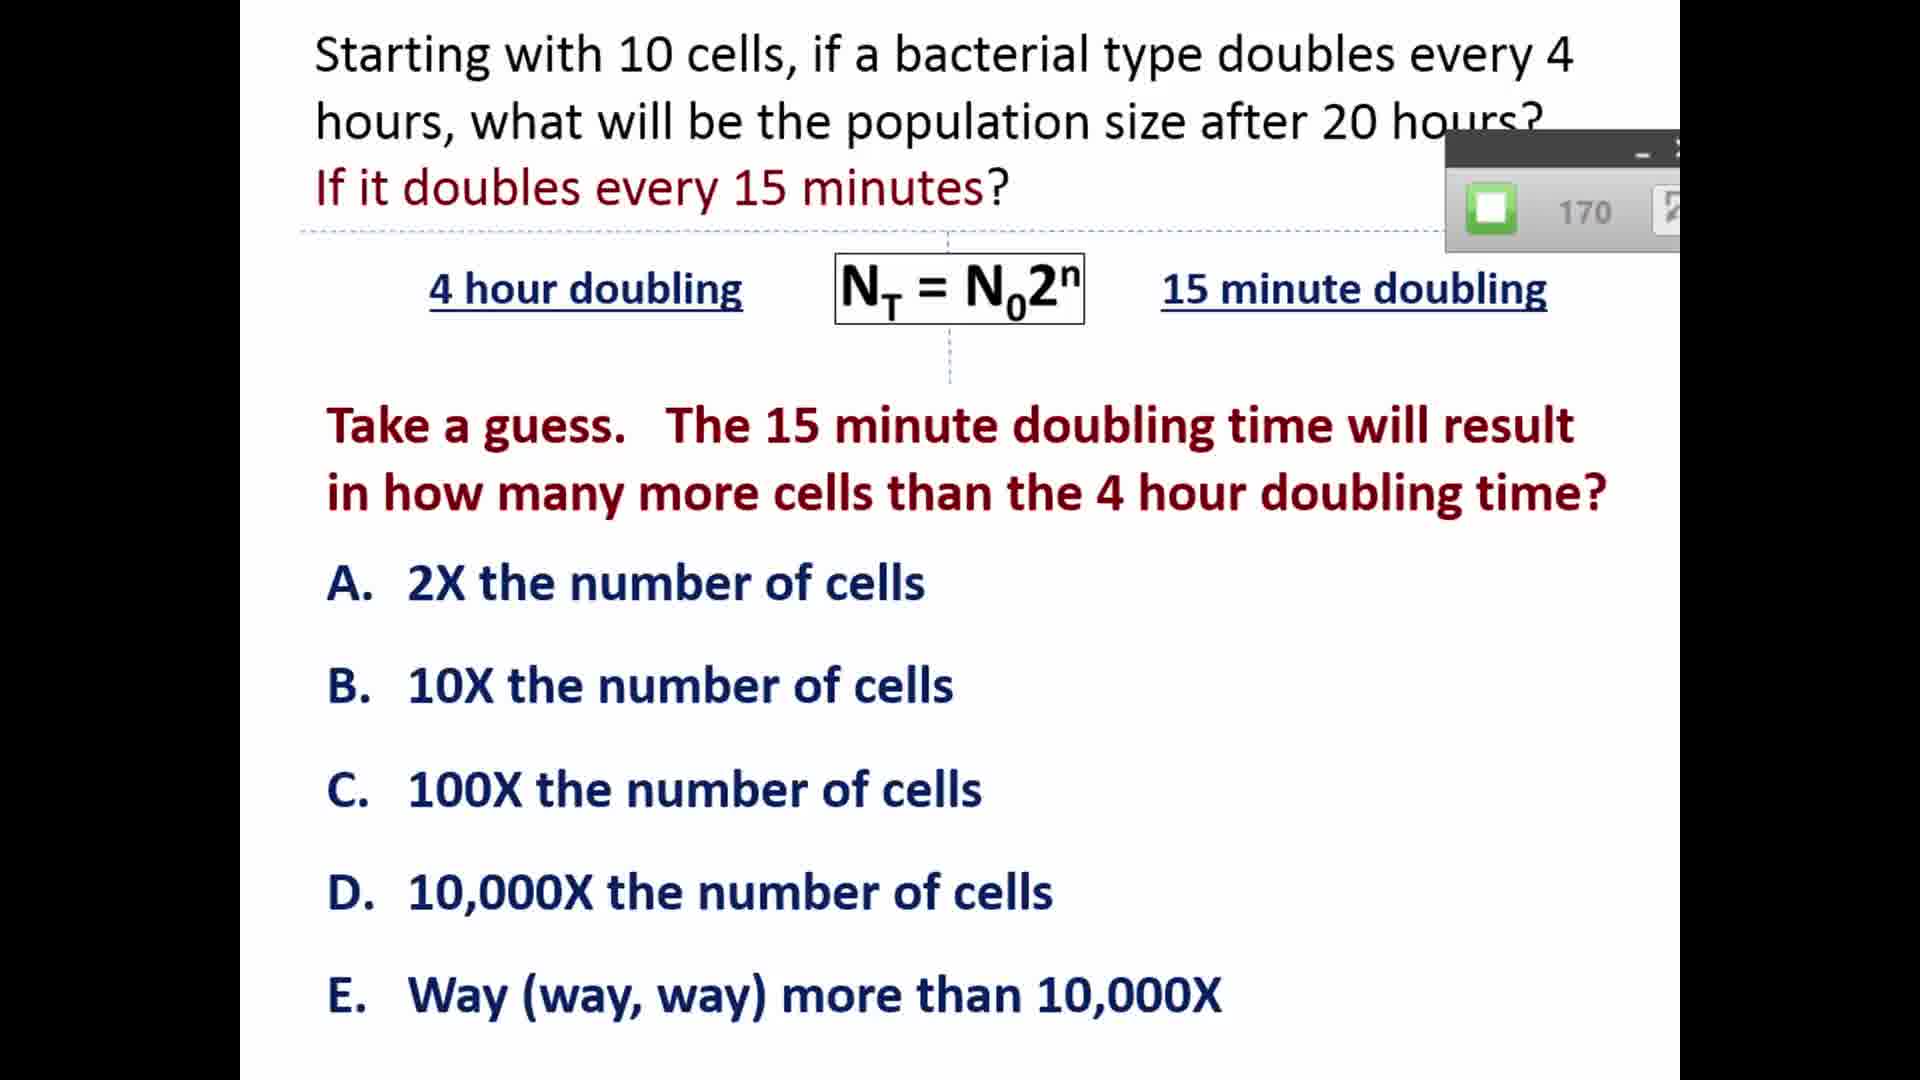 Starting with 10 cells, if a bacterial type doubles every 4
hours, what will be the population size after 20 hours?
If it doubles every 15 minutes?
170
4 hour doubling
N_T = N_0 2^n
15 minute doubling
Take a guess. The 15 minute doubling time will result
in how many more cells than the 4 hour doubling time?
A. 2X the number of cells
B. 10X the number of cells
C. 100X the number of cells
D. 10,000X the number of cells
E. Way (way, way) more than 10,000X